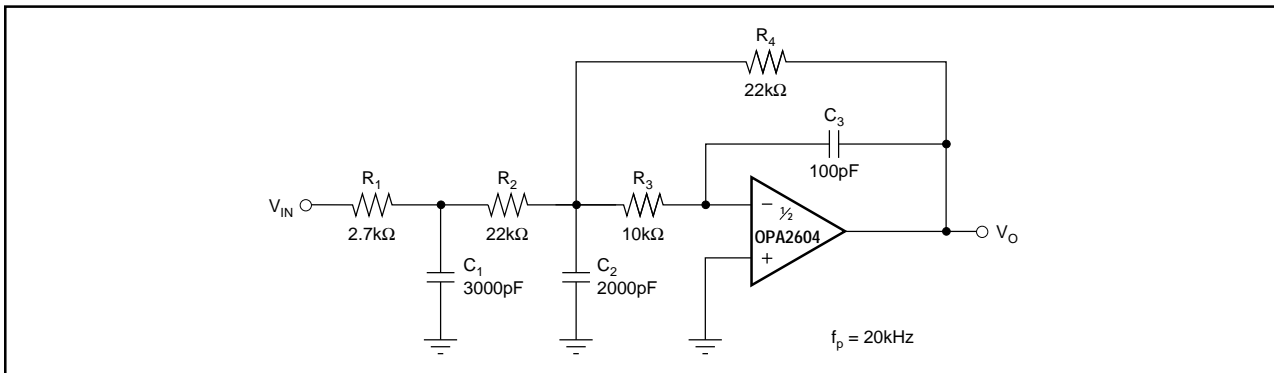 R4
22kΩ
C3
100pF
R1
R2
R3
VIN
2.7kΩ
22kΩ
10kΩ
–
½
OPA2604
+
VO
C1
3000pF
C2
2000pF
fp = 20kHz